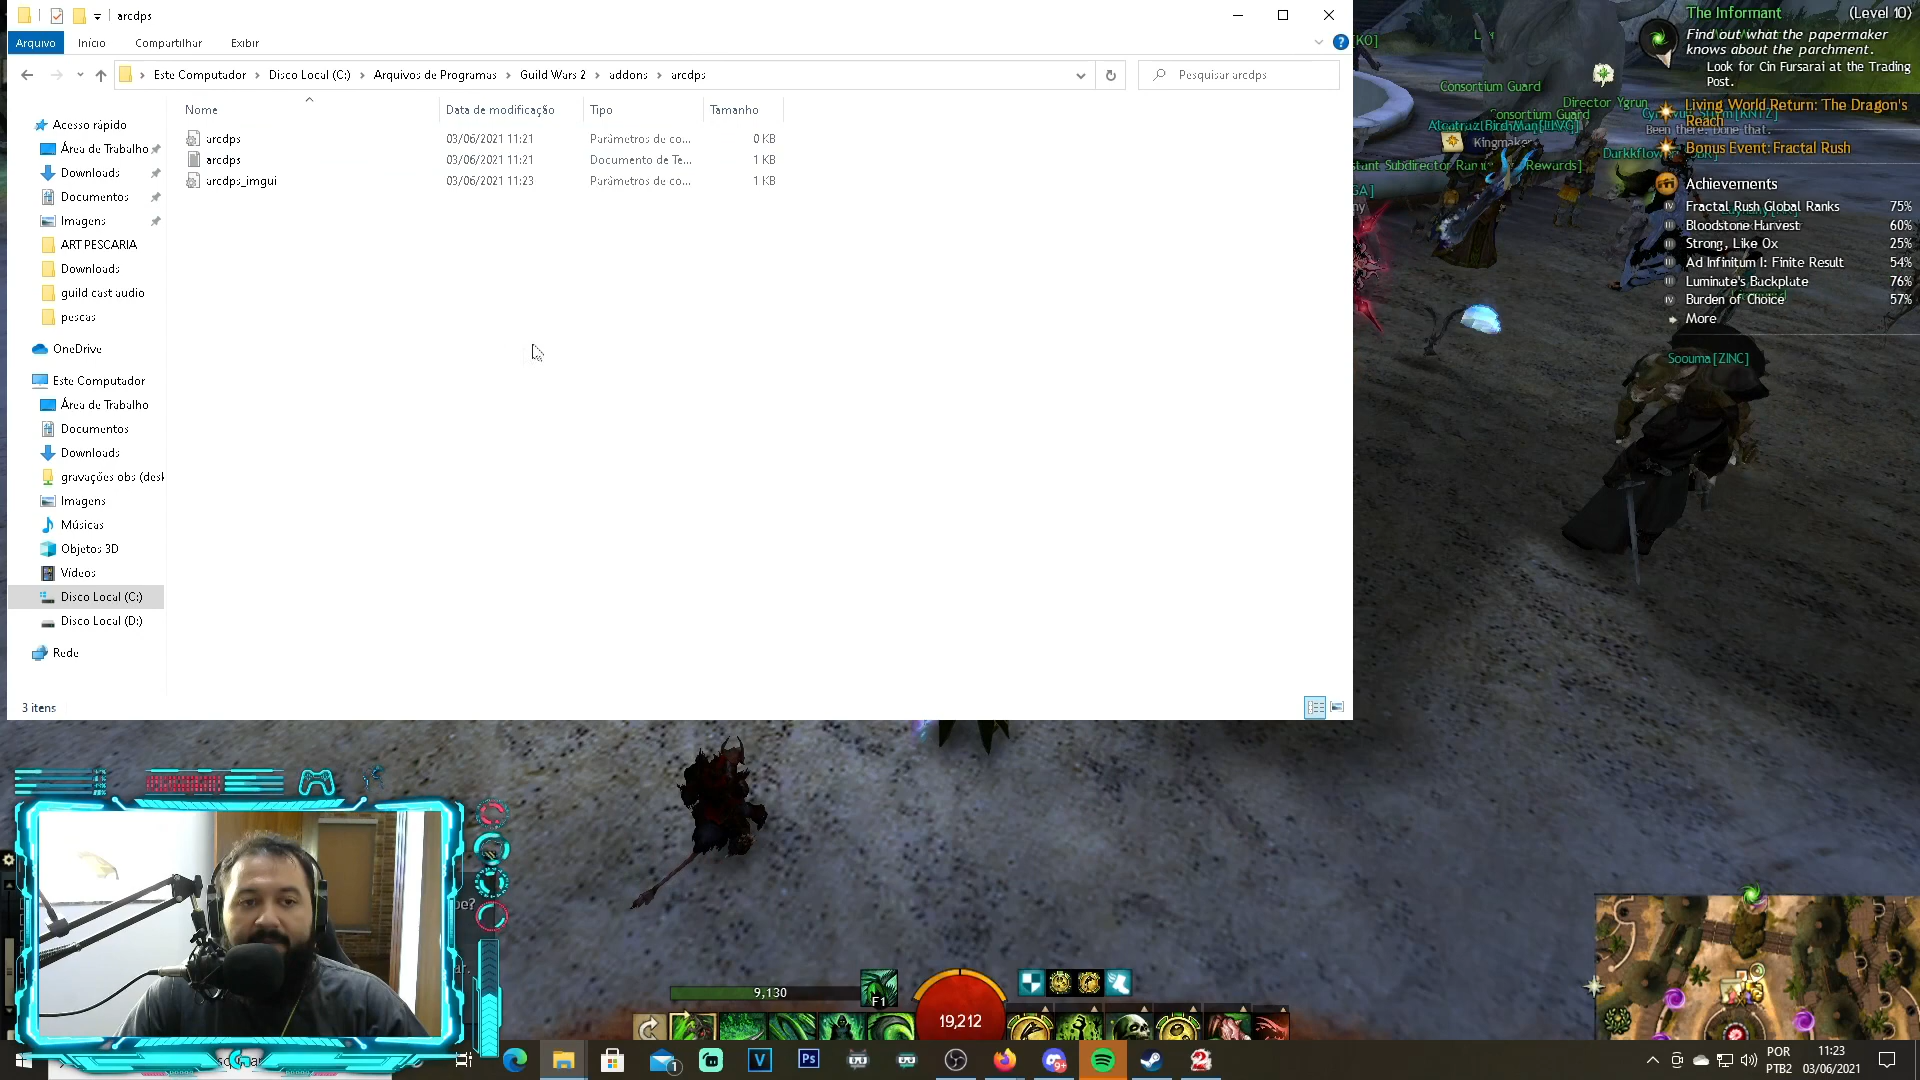 arcdps
Arquivo
Início
Compartilhar
Exibir
Este Computador
Disco Local (C:)
Arquivos de Programas
Guild Wars 2
addons
arcdps
Pesquisar arcdps
Nome
Data de modificação
Tipo
Tamanho
arcdps
03/06/2021 11:21
Parâmetros de co...
0 KB
arcdps
03/06/2021 11:21
Documento de Te...
1 KB
arcdps_imgui
03/06/2021 11:23
Parâmetros de co...
1 KB
Acesso rápido
Área de Trabalho
Downloads
Documentos
Imagens
ART PESCARIA
Downloads
guild cast audio
pescas
OneDrive
Este Computador
Área de Trabalho
Documentos
Downloads
gravações obs (desk
Imagens
Músicas
Objetos 3D
Vídeos
Disco Local (C:)
Disco Local (D:)
Rede
3 itens
The Informant
(Level 10)
Find out what the papermaker
knows about the parchment.
Look for Cin Fursarai at the Trading
Post.
Living World Return: The Dragon's
Reach
Been there. Done that.
Bonus Event: Fractal Rush
Achievements
Fractal Rush Global Ranks
75%
Bloodstone Harvest
60%
Strong, Like Ox
25%
Ad Infinitum I: Finite Result
54%
Luminate's Backplate
76%
Burden of Choice
57%
More
[KO]
Consortium Guard
Director Ygrun
Consortium Guard
Kingmaker
Rewards]
Soouma [ZINC]
pe?
9,130
F1
19,212
1
9+
POR
PTB2
11:23
03/06/2021